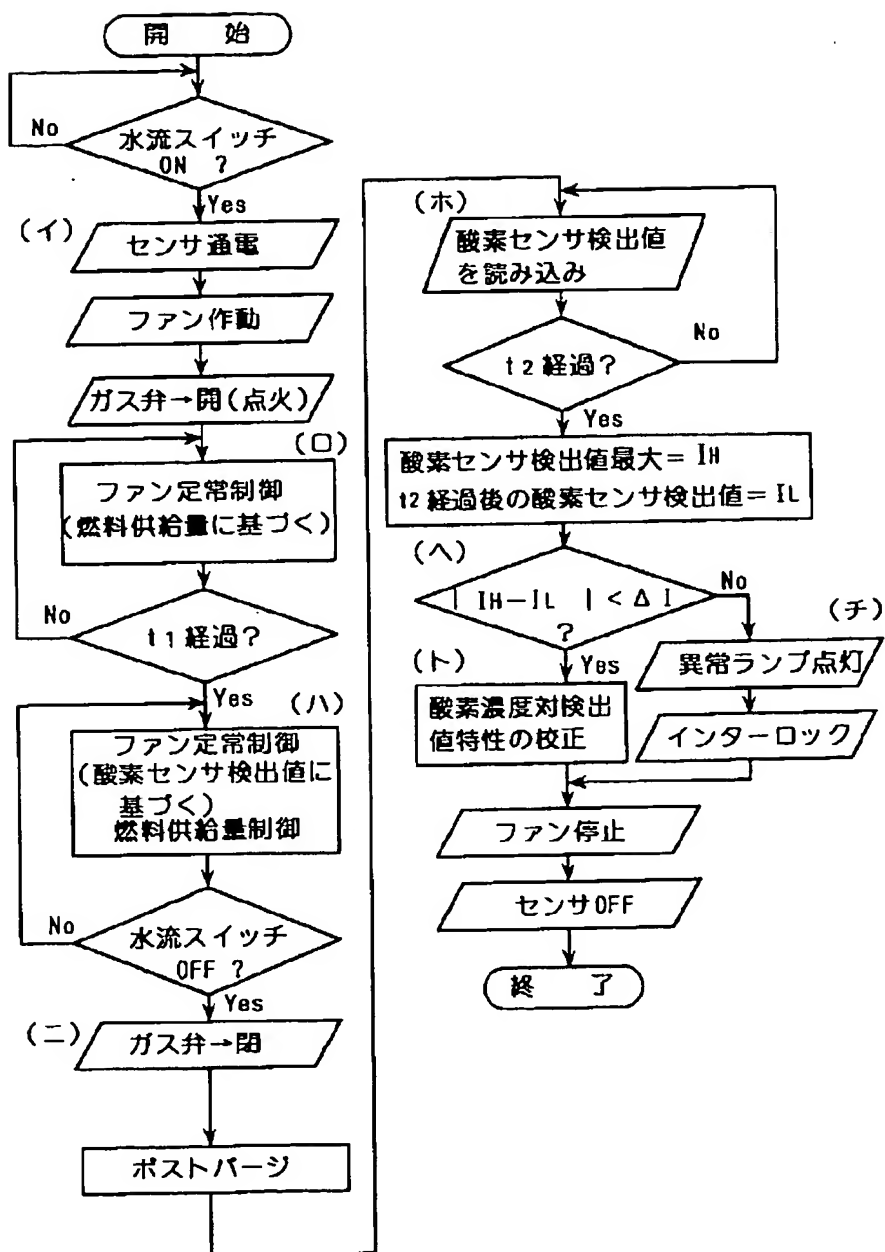 開 始
No
水流スイッチ
ON ?
Yes
(イ)
センサ通電
ファン作動
ガス弁→開(点火)
(ロ)
ファン定常制御
(燃料供給量に基づく)
No
t1経過?
Yes
(ハ)
ファン定常制御
(酸素センサ検出値に
基づく)
燃料供給量制御
No
水流スイッチ
OFF ?
Yes
(ニ)
ガス弁→閉
ポストパージ
(ホ)
酸素センサ検出値
を読み込み
No
t2経過?
Yes
酸素センサ検出値最大=IH
t2経過後の酸素センサ検出値=IL
(ヘ)
| IH-IL | < Δ I
?
No
(チ)
Yes
(ト)
異常ランプ点灯
酸素濃度対検出
値特性の校正
インターロック
ファン停止
センサOFF
終 了